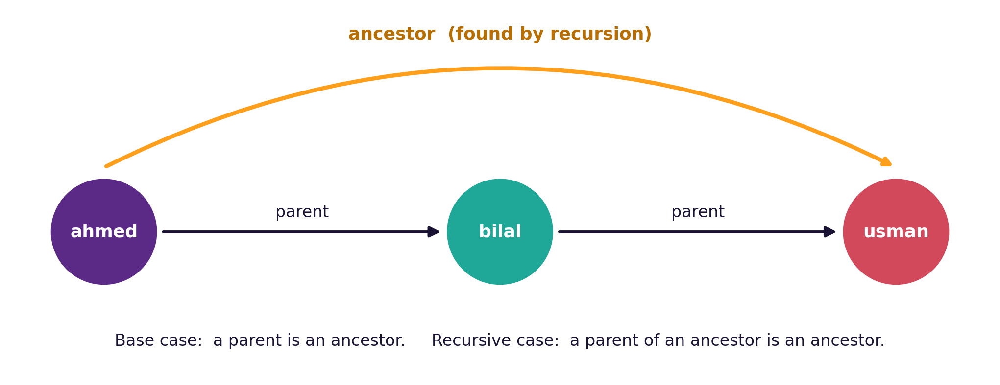 ancestor  (found by recursion)
parent
parent
ahmed
bilal
usman
Base case:  a parent is an ancestor.     Recursive case:  a parent of an ancestor is an ancestor.